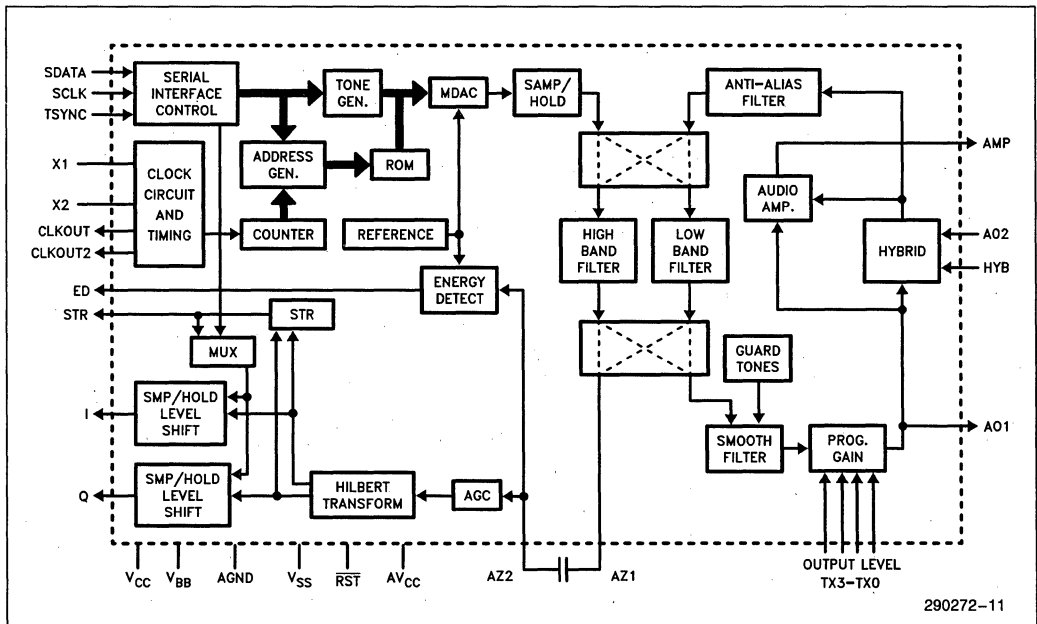 SDATA
SCLK
TSYNC
X1
X2
CLKOUT
CLKOUT2
ED
STR
I
Q
SERIAL
INTERFACE
CONTROL
TONE
GEN.
MDAC
SAMP/
HOLD
ANTI-ALIAS
FILTER
CLOCK
CIRCUIT
AND
TIMING
ADDRESS
GEN.
ROM
COUNTER
REFERENCE
HIGH
BAND
FILTER
LOW
BAND
FILTER
AUDIO
AMP.
HYBRID
AMP
AO2
HYB
ENERGY
DETECT
STR
MUX
GUARD
TONES
SMP/HOLD
LEVEL
SHIFT
SMOOTH
FILTER
PROG.
GAIN
AO1
SMP/HOLD
LEVEL
SHIFT
HILBERT
TRANSFORM
AGC
VCC
VBB
AGND
VSS
RST
AVCC
AZ2
AZ1
OUTPUT LEVEL
TX3-TX0
290272-11